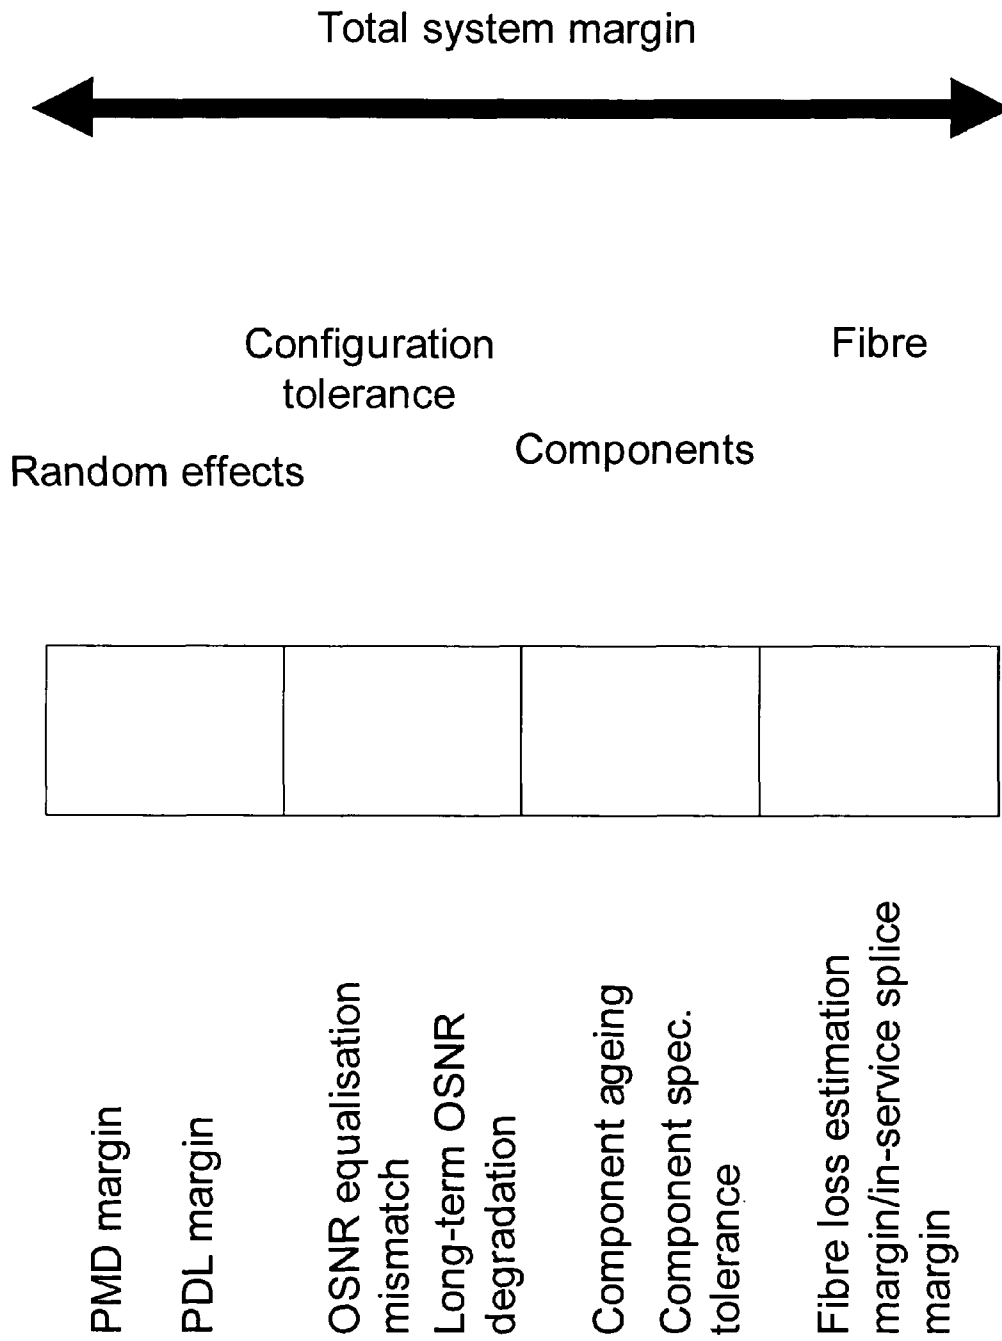 Total system margin
Configuration
tolerance
Fibre
Components
Random effects
PMD margin
PDL margin
OSNR equalisation
mismatch
Long-term OSNR
degradation
Component ageing
Component spec.
tolerance
Fibre loss estimation
margin/in-service splice
margin